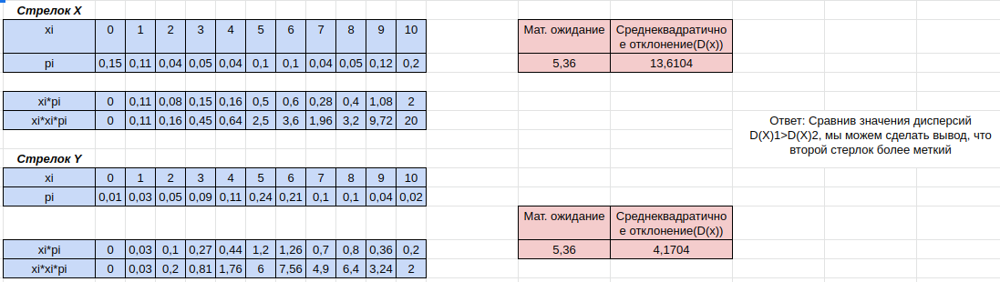 Стрелок X
xi 0 1 2 3 4 5 6 7 8 9 10
Мат. ожидание Среднеквадратично
е отклонение(D(x))
pi 0,15 0,11 0,04 0,05 0,04 0,1 0,1 0,04 0,05 0,12 0,2
5,36 13,6104
xi*pi 0 0,11 0,08 0,15 0,16 0,5 0,6 0,28 0,4 1,08 2
xi*xi*pi 0 0,11 0,16 0,45 0,64 2,5 3,6 1,96 3,2 9,72 20
Ответ: Сравнив значения дисперсий
D(X)1>D(X)2, мы можем сделать вывод, что
второй стерлок более меткий
Стрелок Y
xi 0 1 2 3 4 5 6 7 8 9 10
pi 0,01 0,03 0,05 0,09 0,11 0,24 0,21 0,1 0,1 0,04 0,02
Мат. ожидание Среднеквадратично
е отклонение(D(x))
xi*pi 0 0,03 0,1 0,27 0,44 1,2 1,26 0,7 0,8 0,36 0,2
5,36 4,1704
xi*xi*pi 0 0,03 0,2 0,81 1,76 6 7,56 4,9 6,4 3,24 2